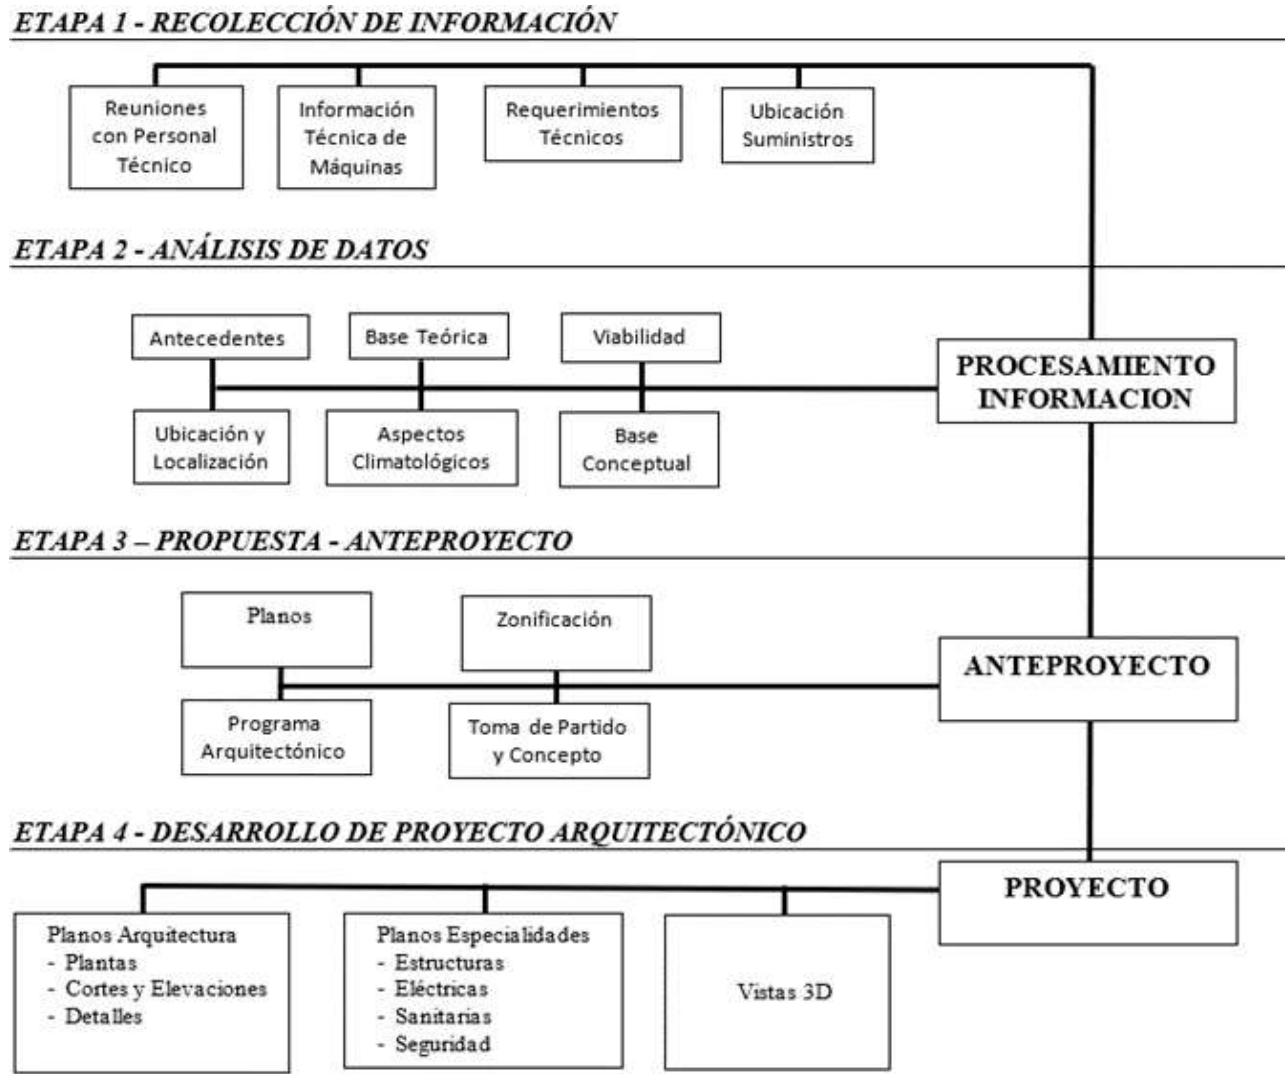 ETAPA 1 - RECOLECCIÓN DE INFORMACIÓN
Reuniones
con Personal
Técnico
Información
Técnica de
Máquinas
Requerimientos
Técnicos
Ubicación
Suministros
ETAPA 2 - ANÁLISIS DE DATOS
Antecedentes
Base Teórica
Viabilidad
PROCESAMIENTO
INFORMACION
Ubicación y
Localización
Aspectos
Climatológicos
Base
Conceptual
ETAPA 3 – PROPUESTA - ANTEPROYECTO
Planos
Zonificación
ANTEPROYECTO
Programa
Arquitectónico
Toma de Partido
y Concepto
ETAPA 4 - DESARROLLO DE PROYECTO ARQUITECTÓNICO
PROYECTO
Planos Arquitectura
- Plantas
- Cortes y Elevaciones
- Detalles
Planos Especialidades
- Estructuras
- Eléctricas
- Sanitarias
- Seguridad
Vistas 3D